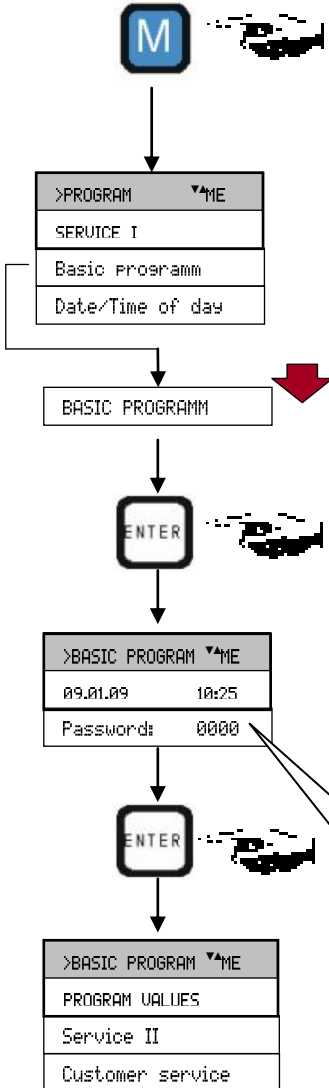 M
>PROGRAM ▼▲ME
SERVICE I
Basic programm
Date/Time of day
BASIC PROGRAMM
ENTER
>BASIC PROGRAM ▼▲ME
09.01.09 10:25
Password: 0000
ENTER
>BASIC PROGRAM ▼▲ME
PROGRAM VALUES
Service II
Customer service